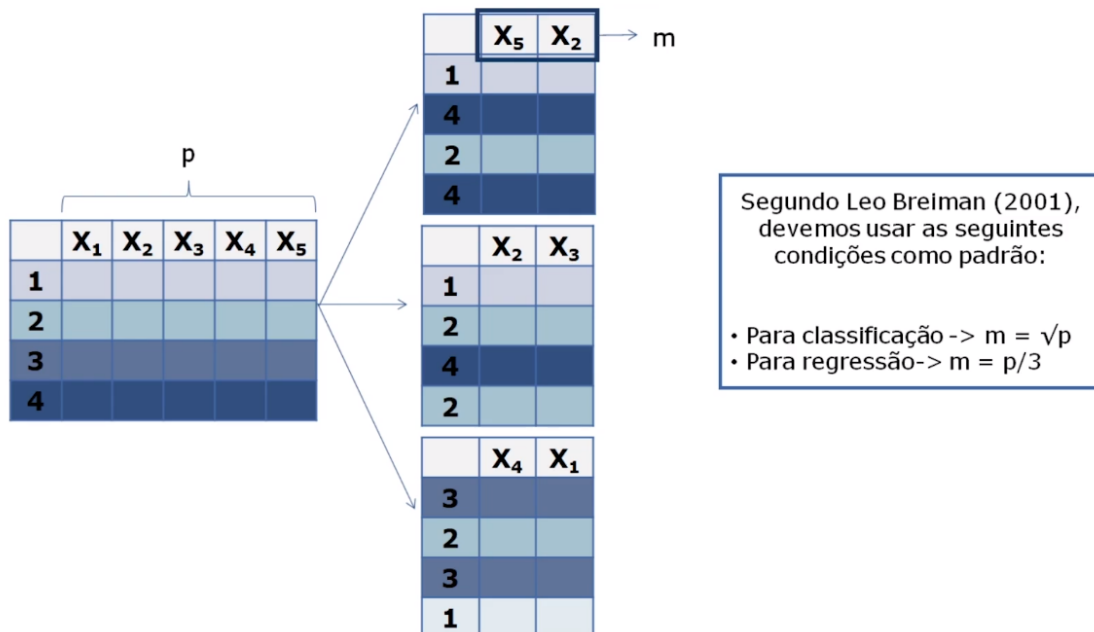 p
X₁ X₂ X₃ X₄ X₅
1
2
3
4
X₅ X₂
m
1
4
2
4
X₂ X₃
1
2
4
2
X₄ X₁
3
2
3
1
Segundo Leo Breiman (2001),
devemos usar as seguintes
condições como padrão:
• Para classificação -> m = √p
• Para regressão-> m = p/3